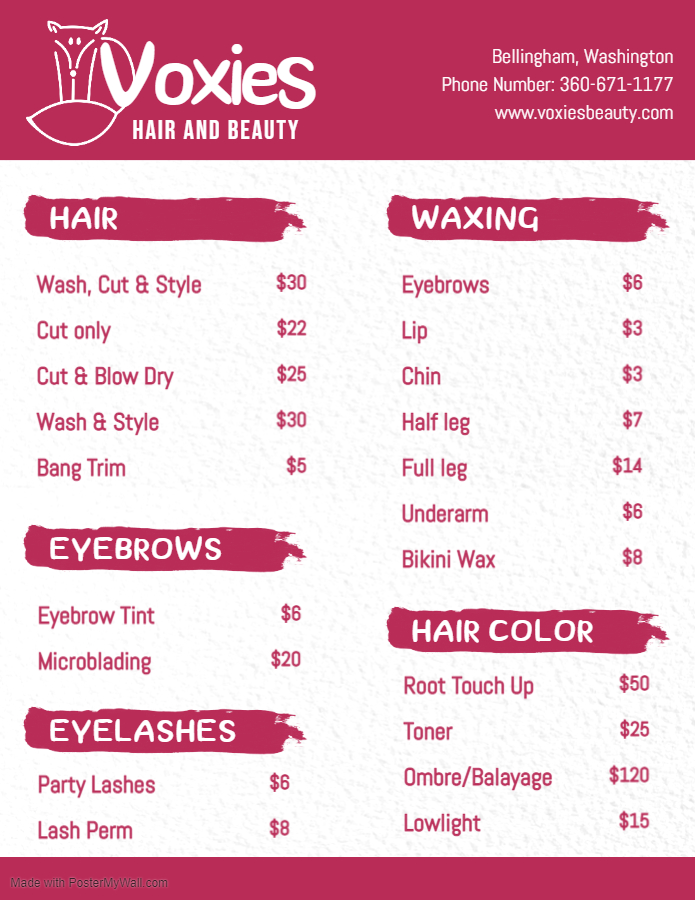 Voxies
HAIR AND BEAUTY
Bellingham, Washington
Phone Number: 360-671-1177
www.voxiesbeauty.com
HAIR
Wash, Cut & Style $30
Cut only $22
Cut & Blow Dry $25
Wash & Style $30
Bang Trim $5
EYEBROWS
Eyebrow Tint $6
Microblading $20
EYELASHES
Party Lashes $6
Lash Perm $8
WAXING
Eyebrows $6
Lip $3
Chin $3
Half leg $7
Full leg $14
Underarm $6
Bikini Wax $8
HAIR COLOR
Root Touch Up $50
Toner $25
Ombre/Balayage $120
Lowlight $15
Made with PosterMyWall.com